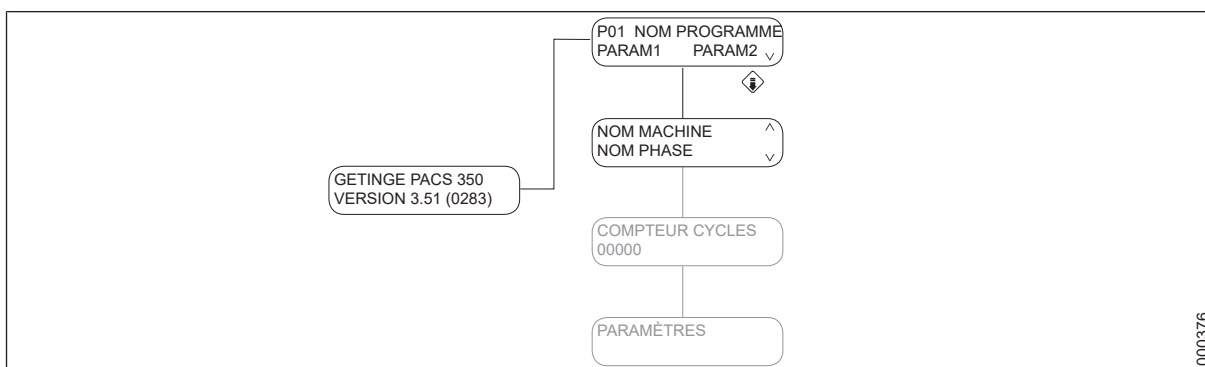 P01 NOM PROGRAMME
PARAM1 PARAM2
NOM MACHINE
NOM PHASE
GETINGE PACS 350
VERSION 3.51 (0283)
COMPTEUR CYCLES
00000
PARAMÈTRES
000376